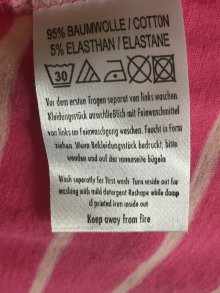 95% BAUMWOLLE / COTTON
5% ELASTHAN / ELASTANE
30
Vor dem ersten Tragen separat von links waschen.
Kleidungsstück ausschließlich mit Feinwaschmittel
von links im Feinwaschgang waschen. Feucht in Form
ziehen. Wenn Bekleidungsstück bedruckt, bitte
wenden und auf der innenseite bügeln
Wash seperatly for first wash Turn inside out for
washing with mild detergent Reshape while damp
if printed iron inside out
Keep away from fire